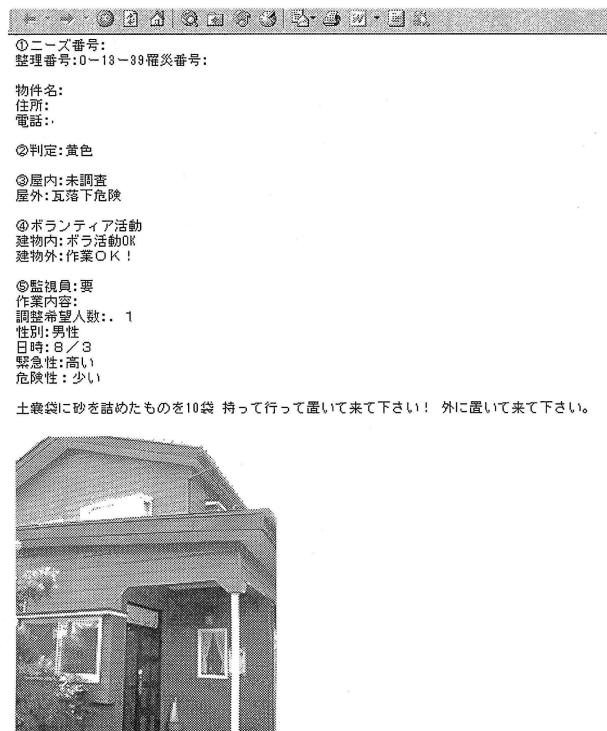 ①ニーズ番号:
整理番号:0ー13ー39罹災番号:
物件名:
住所:
電話:
②判定:黄色
③屋内:未調査
屋外:瓦落下危険
④ボランティア活動
建物内:ボラ活動OK
建物外:作業ＯＫ！
⑤監視員:要
作業内容:
調整希望人数:．１
性別:男性
日時:８／３
緊急性:高い
危険性：少い
土嚢袋に砂を詰めたものを10袋 持って行って置いて来て下さい！ 外に置いて来て下さい。